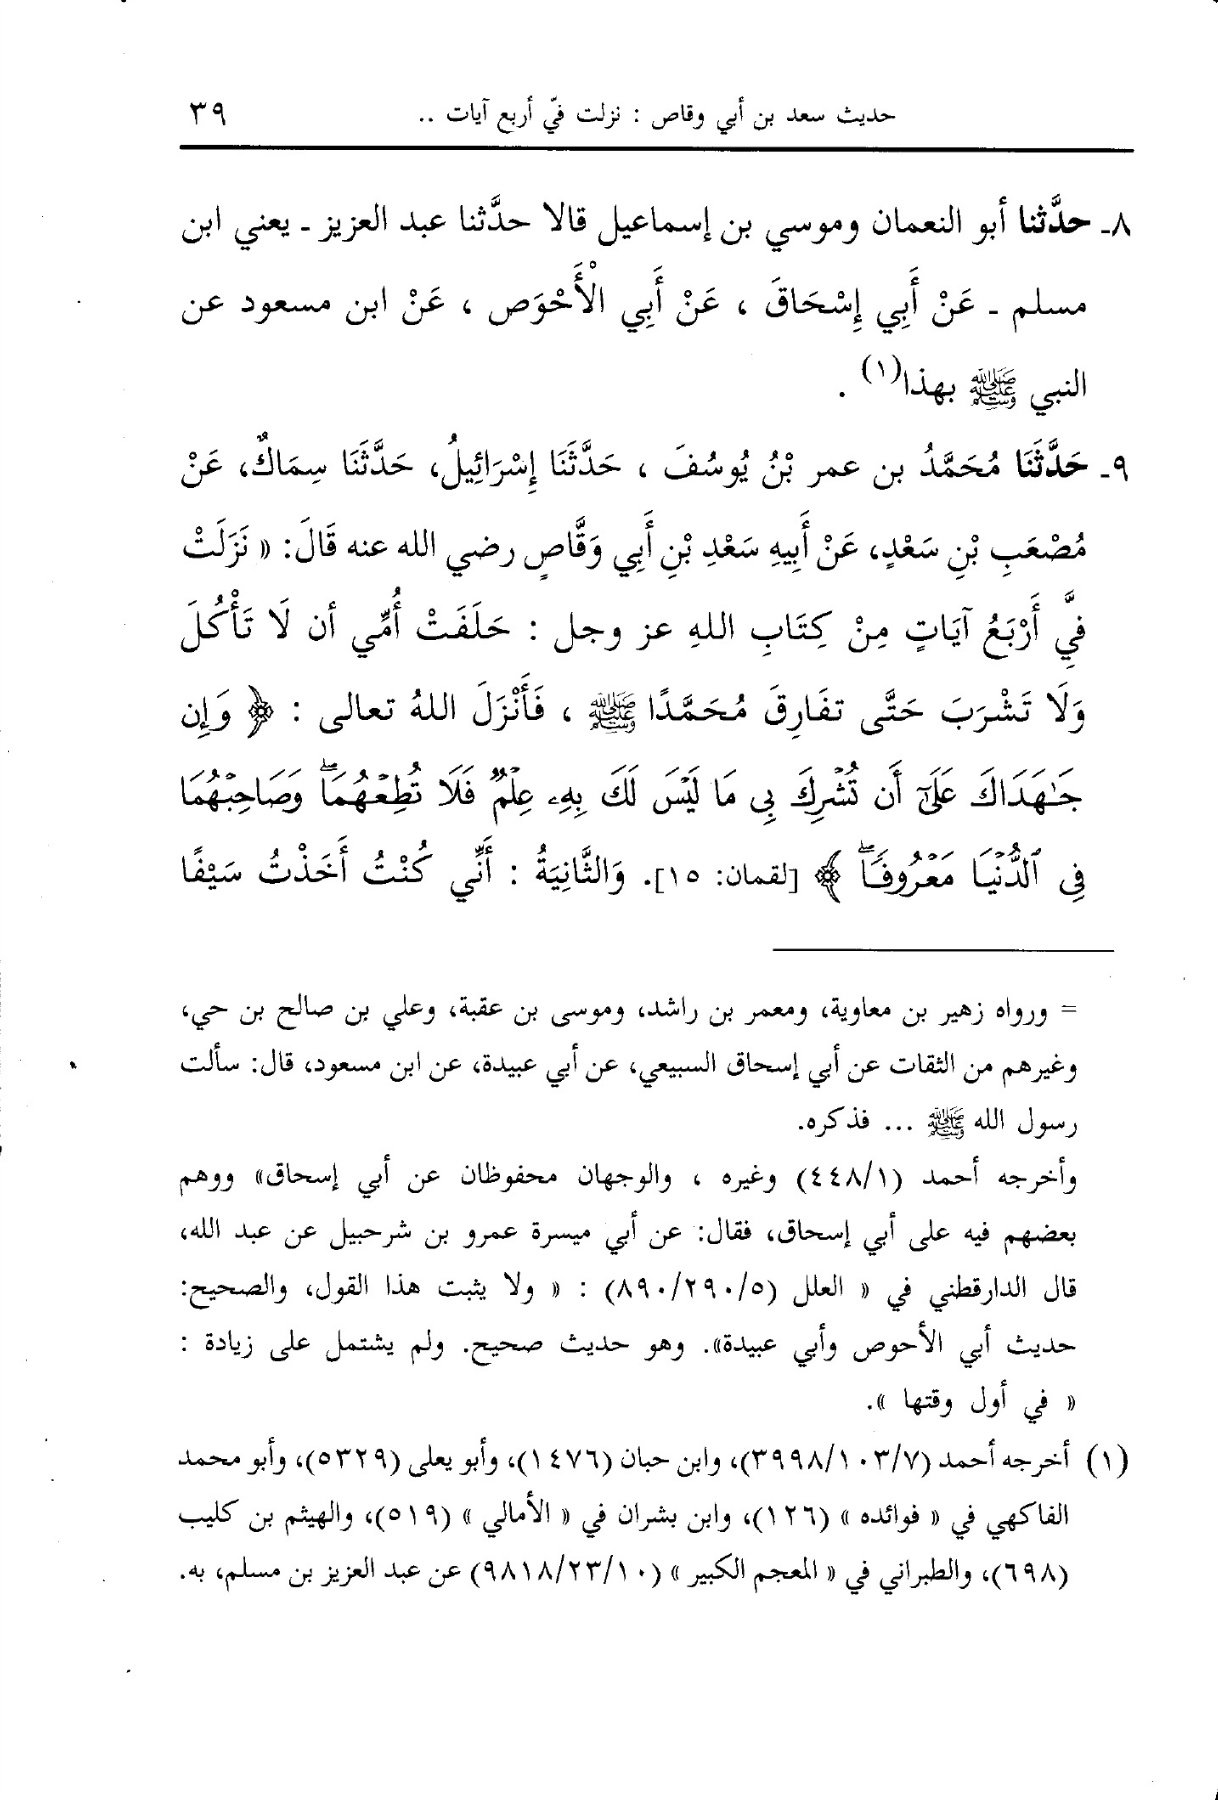 حديث سعد بن أبي وقاص : نزلت فيّ أربع آيات .. ٣٩
٨ـ حدَّثنا أبو النعمان وموسي بن إسماعيل قالا حدَّثنا عبد العزيز ـ يعني ابن
مسلم ـ عَنْ أَبِي إِسْحَاقَ ، عَنْ أَبِي الْأَحْوَص ، عَنْ ابن مسعود عن
النبي ﷺ بهذا(١) .
٩ـ حَدَّثَنَا مُحَمَّدُ بن عمر بْنُ يُوسُفَ ، حَدَّثَنَا إِسْرَائِيلُ، حَدَّثَنَا سِمَاكٌ، عَنْ
مُصْعَبِ بْنِ سَعْدٍ، عَنْ أَبِيهِ سَعْدِ بْنِ أَبِي وَقَّاصٍ رضي الله عنه قَالَ: « نَزَلَتْ
فِيَّ أَرْبَعُ آيَاتٍ مِنْ كِتَابِ اللهِ عز وجل : حَلَفَتْ أُمِّي أن لَا تَأْكُلَ
وَلَا تَشْرَبَ حَتَّى تفَارِقَ مُحَمَّدًا ﷺ ، فَأَنْزَلَ اللهُ تعالى : ﴿ وَإِن
جَـٰهَدَاكَ عَلَىٰٓ أَن تُشْرِكَ بِى مَا لَيْسَ لَكَ بِهِۦ عِلْمٌ فَلَا تُطِعْهُمَاۖ وَصَاحِبْهُمَا
فِى ٱلدُّنْيَا مَعْرُوفًاۖ ﴾ [لقمان: ١٥]. وَالثَّانِيَةُ : أَنِّي كُنْتُ أَخَذْتُ سَيْفًا
= ورواه زهير بن معاوية، ومعمر بن راشد، وموسى بن عقبة، وعلي بن صالح بن حي،
وغيرهم من الثقات عن أبي إسحاق السبيعي، عن أبي عبيدة، عن ابن مسعود، قال: سألت
رسول الله ﷺ ... فذكره.
وأخرجه أحمد (٤٤٨/١) وغيره ، والوجهان محفوظان عن أبي إسحاق» ووهم
بعضهم فيه على أبي إسحاق، فقال: عن أبي ميسرة عمرو بن شرحبيل عن عبد الله،
قال الدارقطني في « العلل (٨٩٠/٢٩٠/٥) : « ولا يثبت هذا القول، والصحيح:
حديث أبي الأحوص وأبي عبيدة». وهو حديث صحيح. ولم يشتمل على زيادة :
« في أول وقتها ».
(١) أخرجه أحمد (٣٩٩٨/١٠٣/٧)، وابن حبان (١٤٧٦)، وأبو يعلى (٥٣٢٩)، وأبو محمد
الفاكهي في « فوائده » (١٢٦)، وابن بشران في « الأمالي » (٥١٩)، والهيثم بن كليب
(٦٩٨)، والطبراني في « المعجم الكبير » (٩٨١٨/٢٣/١٠) عن عبد العزيز بن مسلم، به.